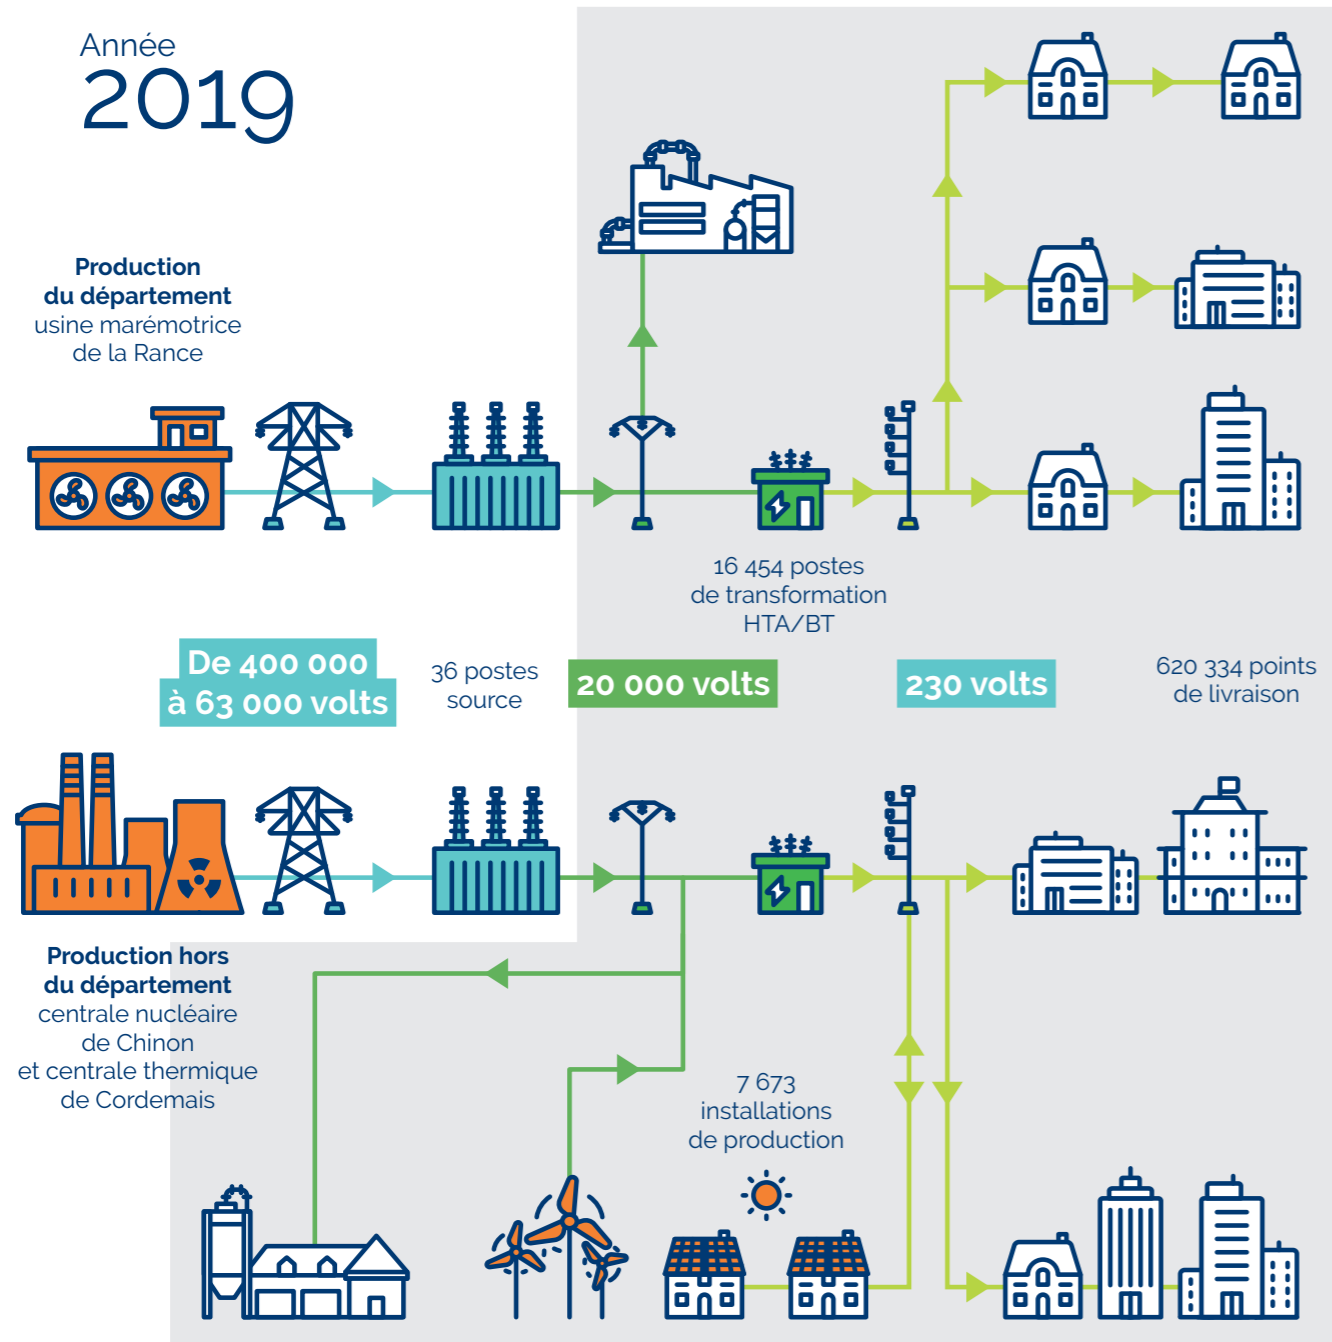 Année
2019
Production
du département
usine marémotrice
de la Rance
16 454 postes
de transformation
HTA/BT
De 400 000
à 63 000 volts
36 postes
source
20 000 volts
230 volts
620 334 points
de livraison
Production hors
du département
centrale nucléaire
de Chinon
et centrale thermique
de Cordemais
7 673
installations
de production